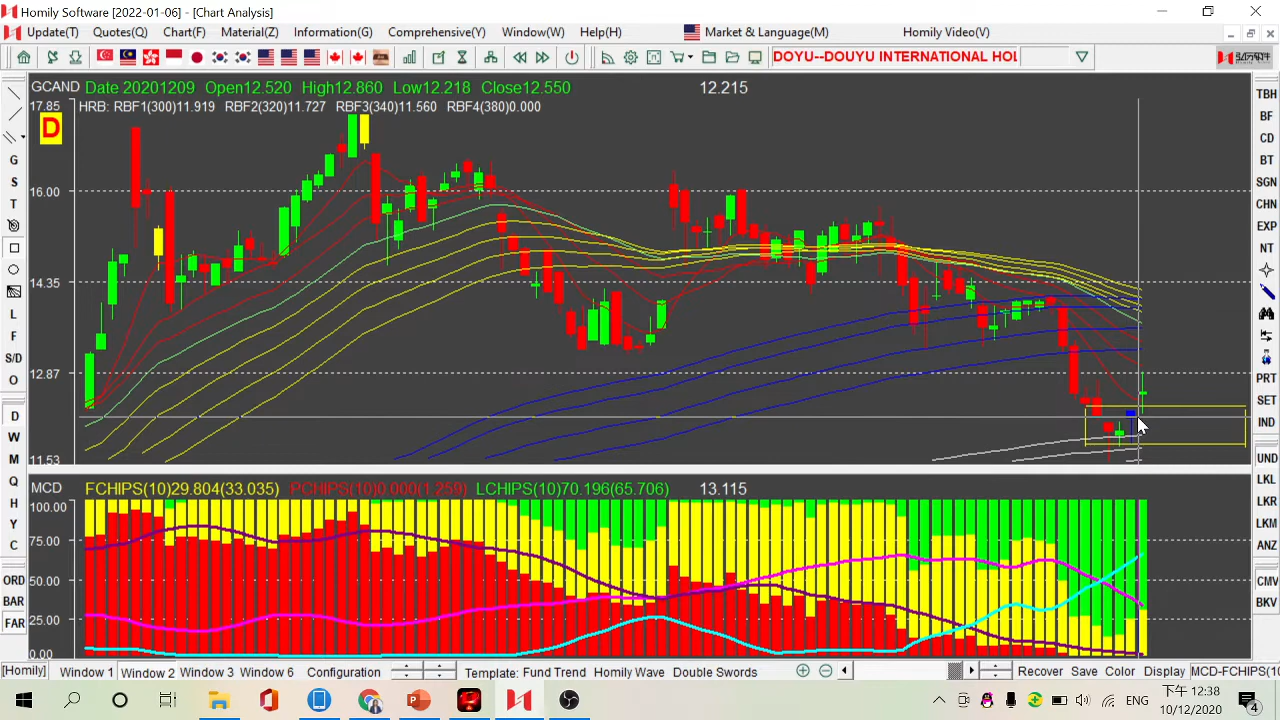 Homily Software [2022-01-06] - [Chart Analysis]
Update(T) Quotes(Q) Chart(F) Material(Z) Information(G) Comprehensive(Y) Window(W) Help(H) Market & Language(M) Homily Video(V)
DOYU--DOUYU INTERNATIONAL HOL
GCAND Date 20201209 Open12.520 High12.860 Low12.218 Close12.550 12.215
17.85 HRB: RBF1(300)11.919 RBF2(320)11.727 RBF3(340)11.560 RBF4(380)0.000
D
16.00
14.35
12.87
11.53
MCD FCHIPS(10)29.804(33.035) PCHIPS(10)0.000(1.259) LCHIPS(10)70.196(65.706) 13.115
100.00
75.00
50.00
25.00
0.00
G
S
T
L
F
S/D
O
D
W
M
Q
H
Y
C
ORD
BAR
FAR
TBH
BF
CD
BT
SGN
CHN
EXP
NT
PRT
SET
IND
UND
LKL
LKR
LKM
ANZ
CMV
BKV
[Homily] Window 1 Window 2 Window 3 Window 6 Configuration Template: Fund Trend Homily Wave Double Swords Recover Save Color Display MCD-FCHIPS(1
ENG 下午 12:38
10/12/2020
4